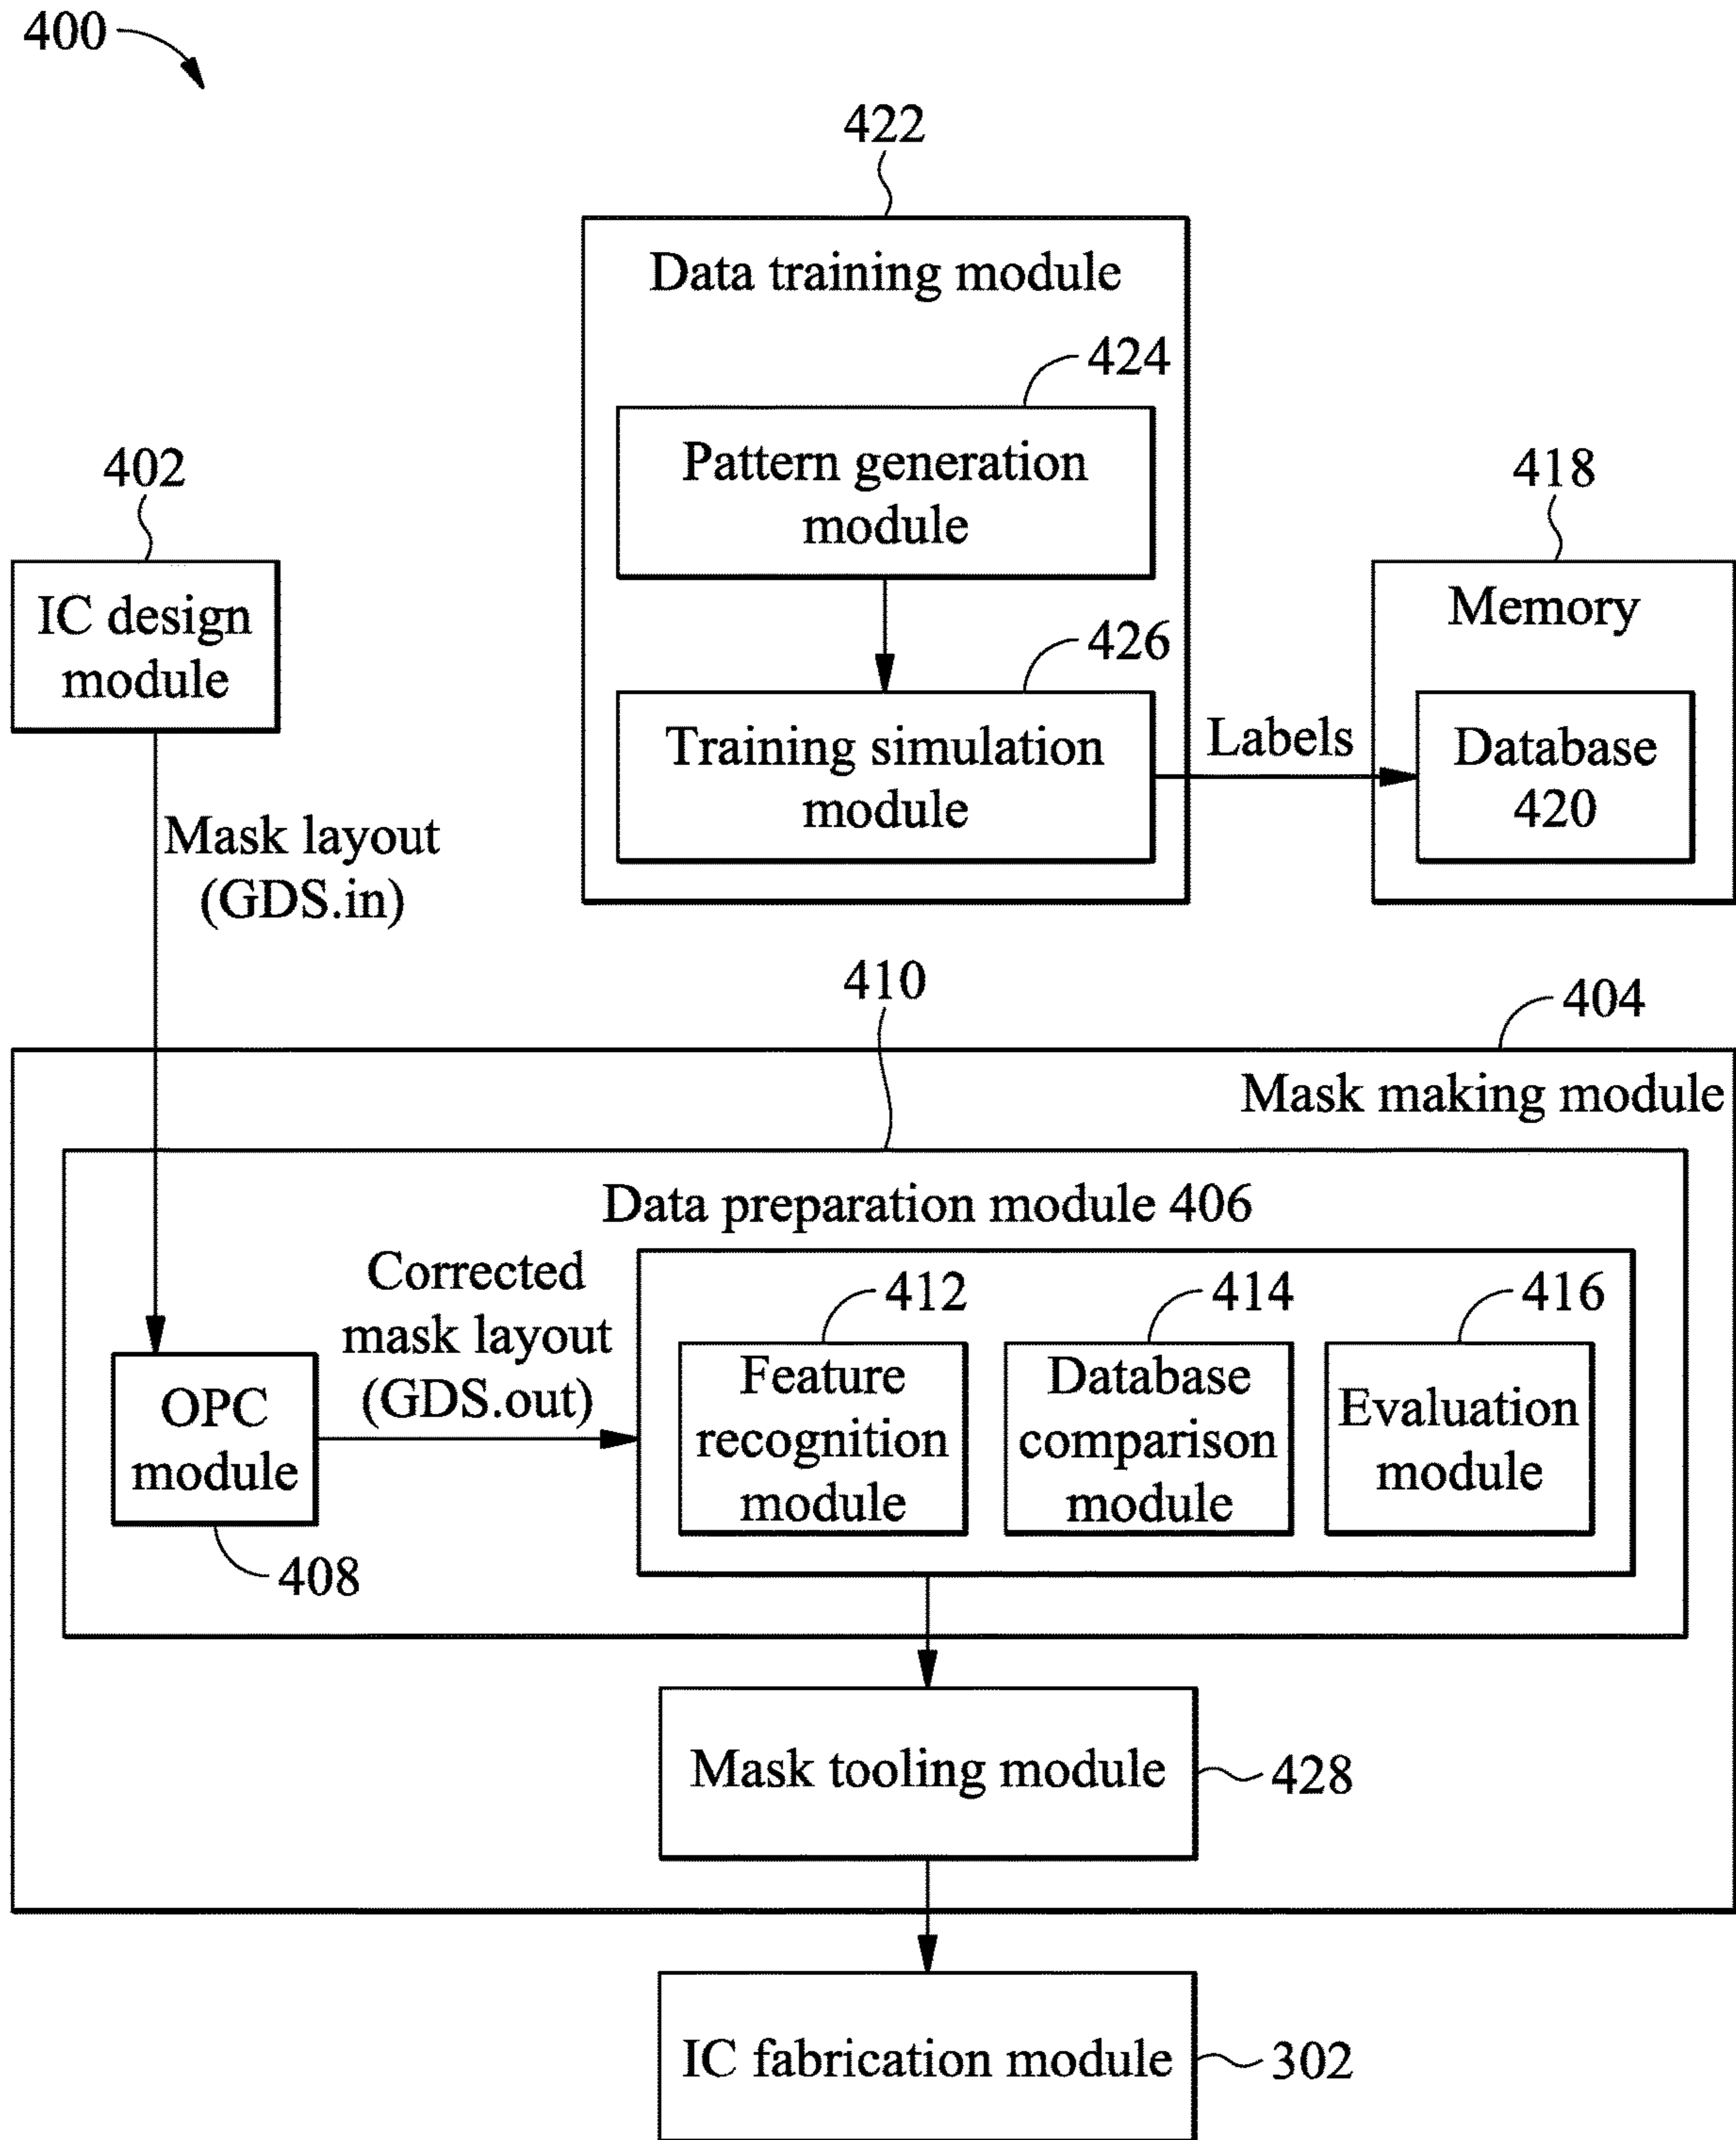 400
422
Data training module
424
Pattern generation
module
402
418
IC design
module
Memory
426
Training simulation
module
Labels
Database
420
Mask layout
(GDS.in)
410
404
Mask making module
Data preparation module 406
Corrected
mask layout
(GDS.out)
412
414
416
Feature
recognition
module
Database
comparison
module
Evaluation
module
OPC
module
408
Mask tooling module
428
IC fabrication module
302